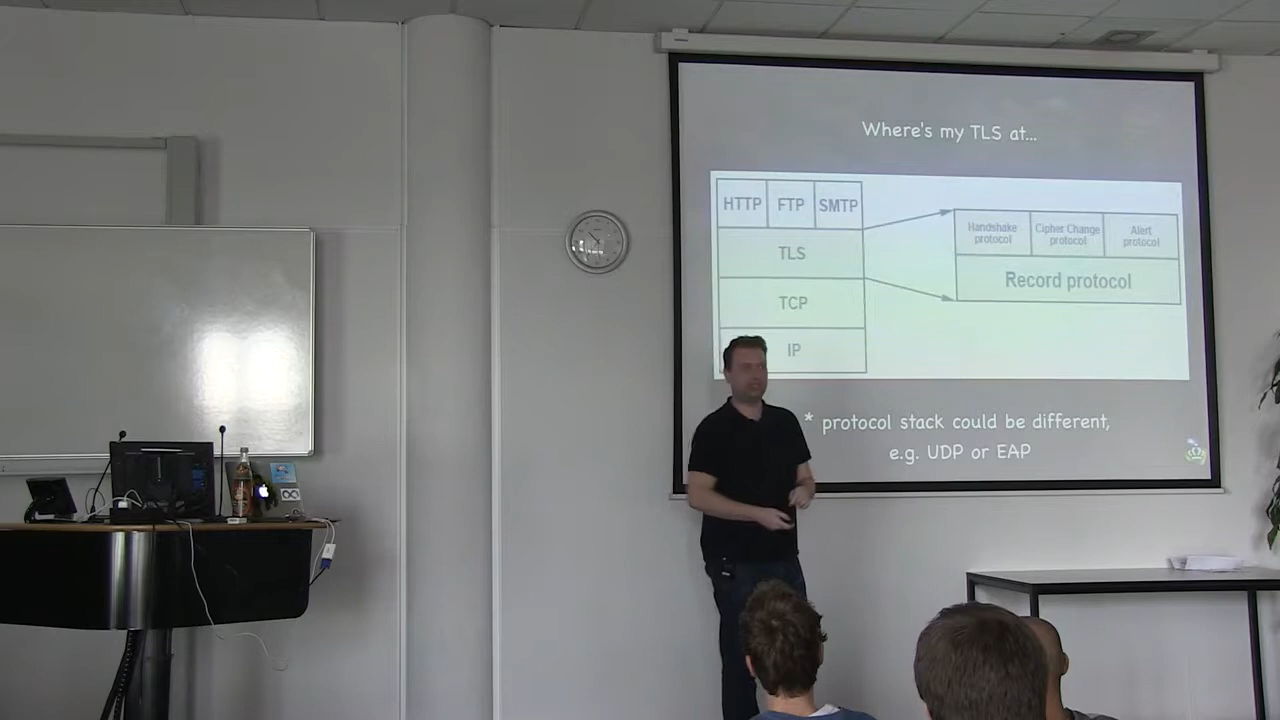 Where's my TLS at...
HTTP FTP SMTP
TLS
TCP
IP
Handshake protocol
Cipher Change protocol
Alert protocol
Record protocol
* protocol stack could be different,
e.g. UDP or EAP